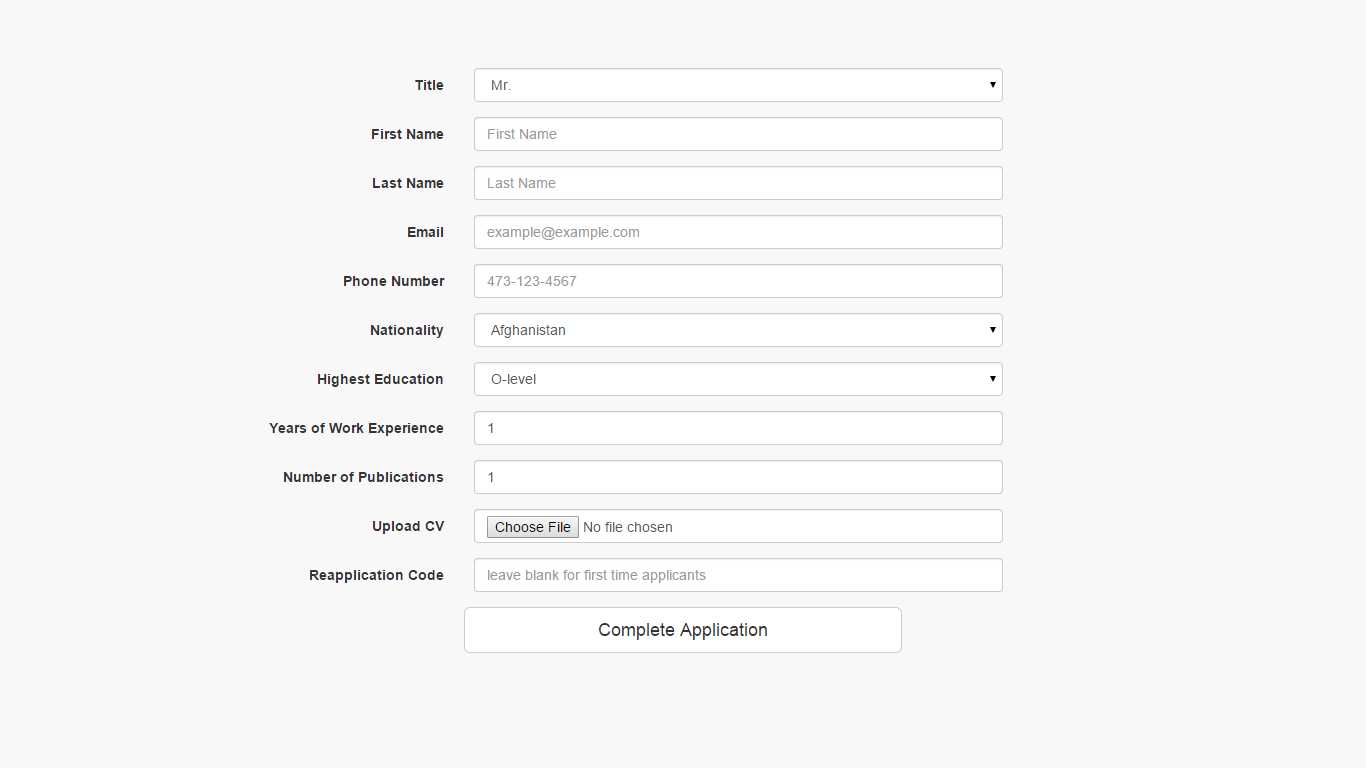 Title Mr.
First Name First Name
Last Name Last Name
Email example@example.com
Phone Number 473-123-4567
Nationality Afghanistan
Highest Education O-level
Years of Work Experience 1
Number of Publications 1
Upload CV Choose File No file chosen
Reapplication Code leave blank for first time applicants
Complete Application